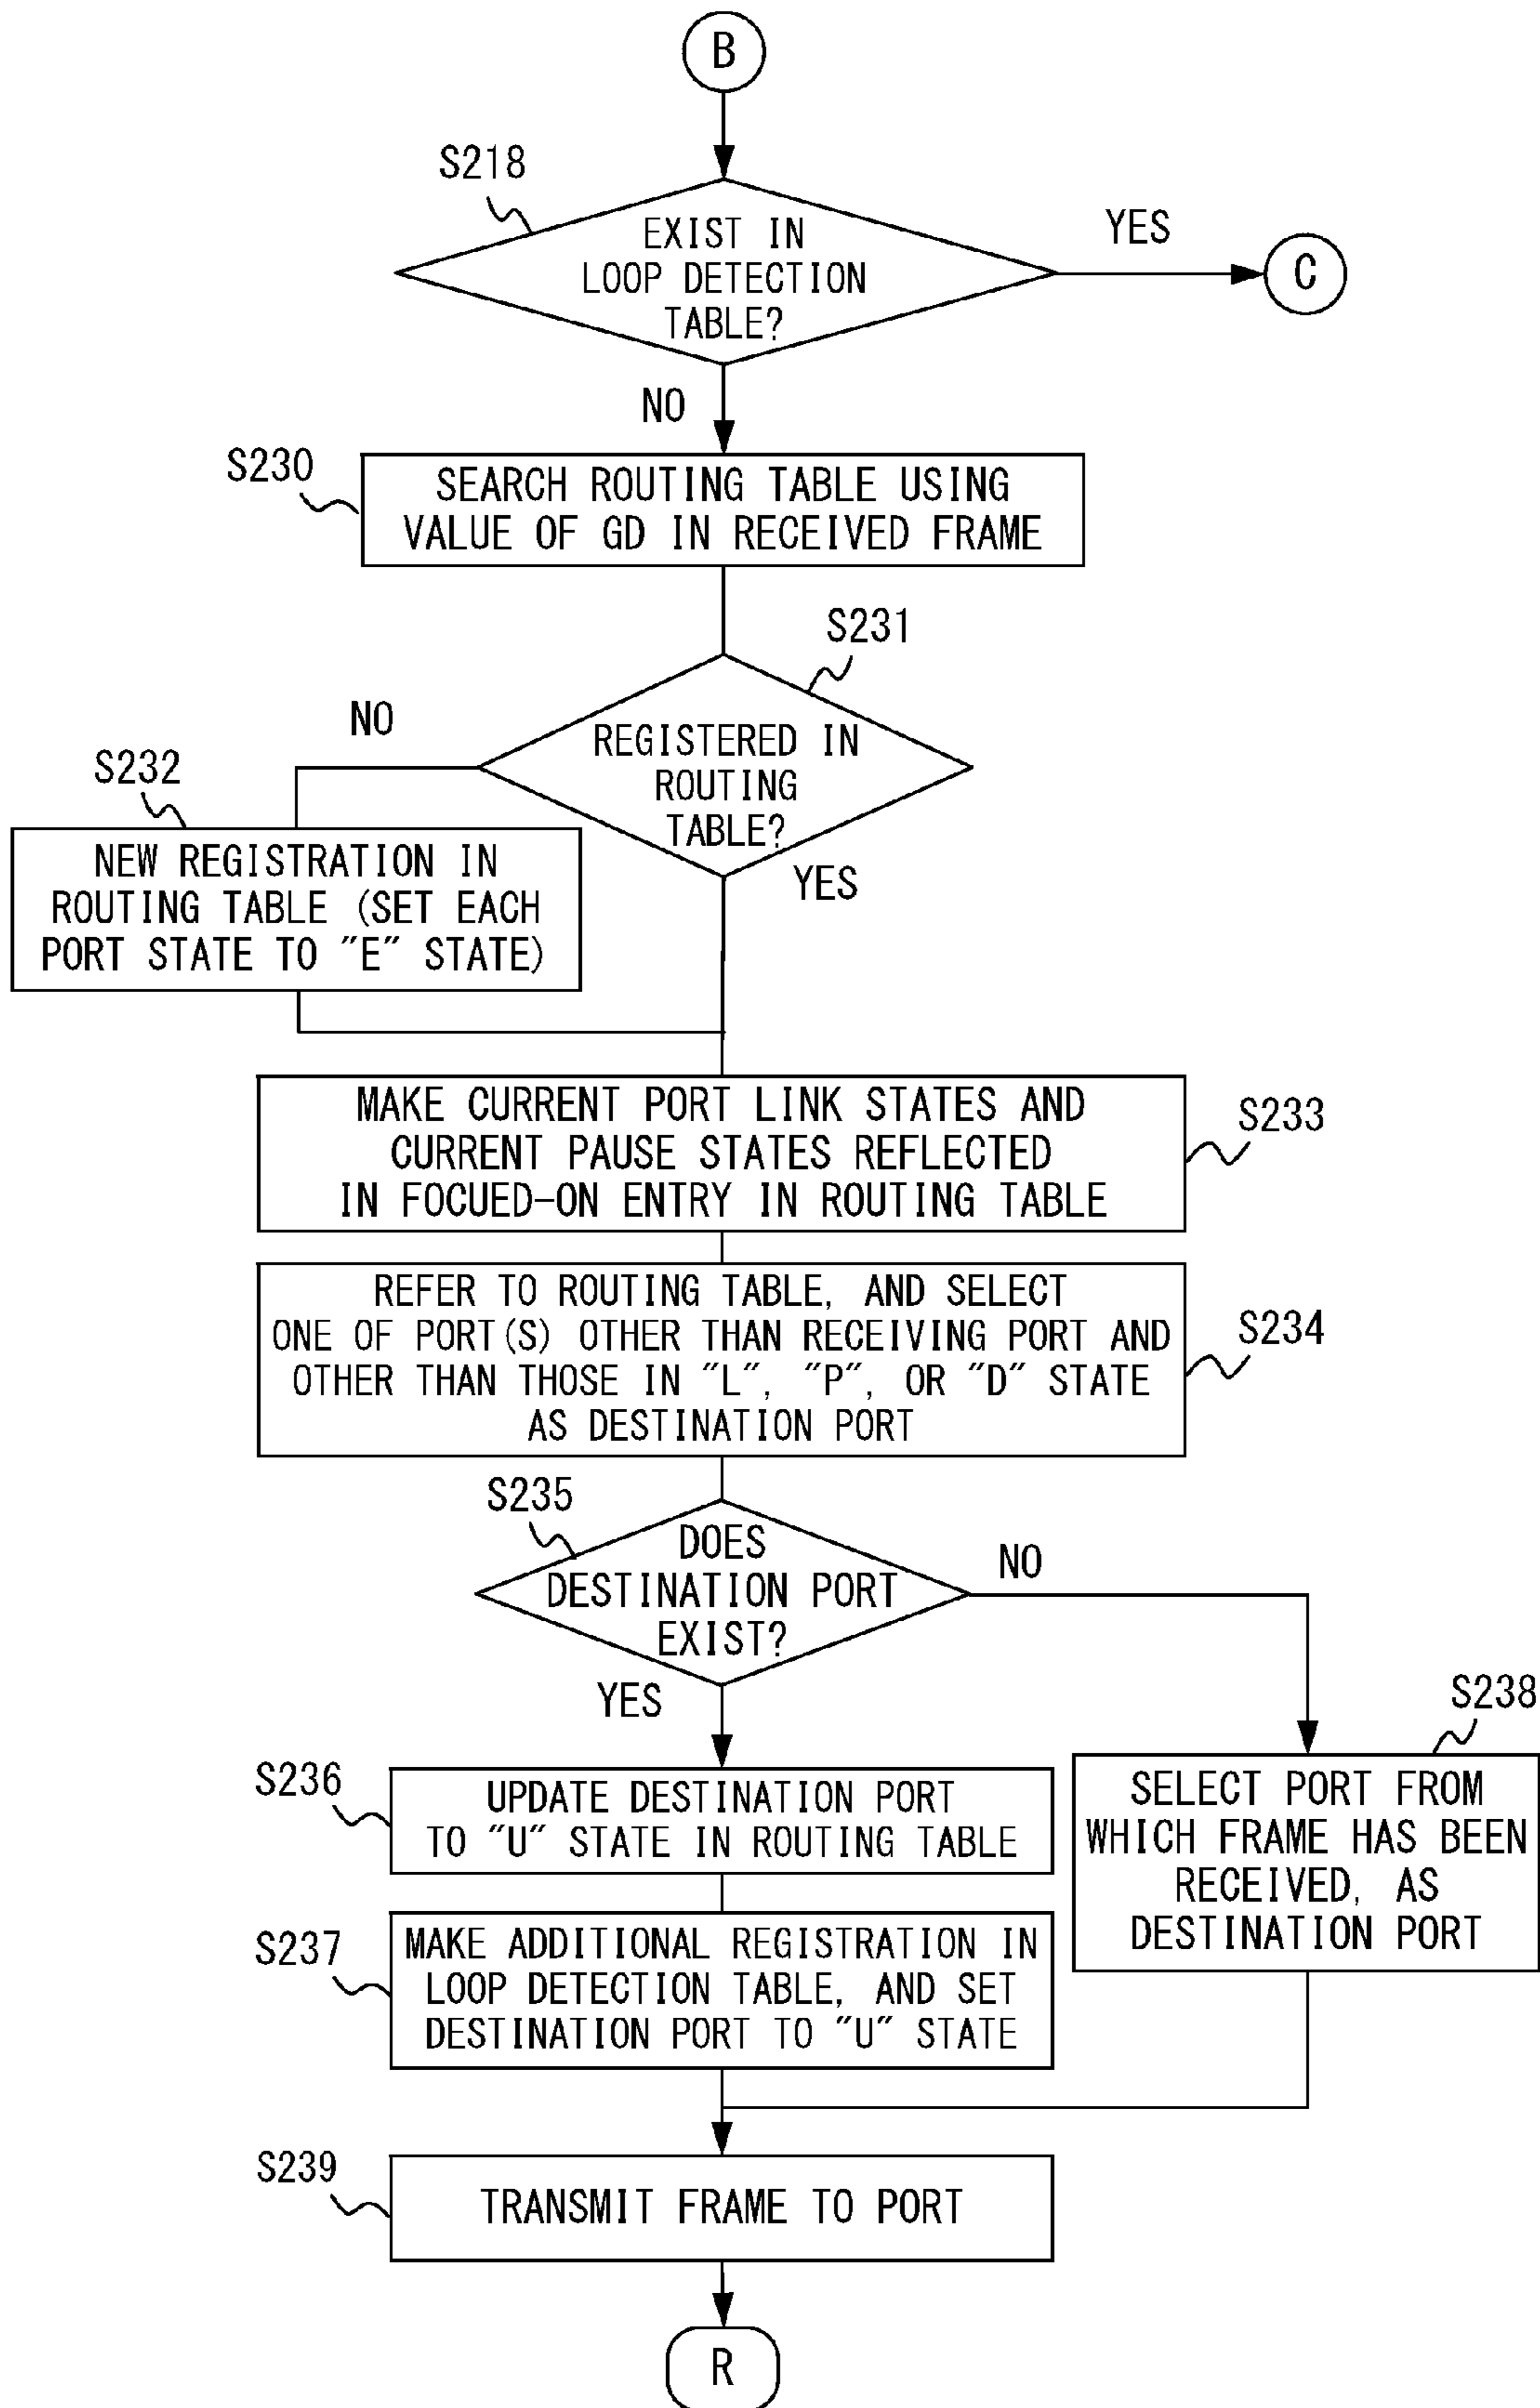 B
S218
EXIST IN
LOOP DETECTION
TABLE?
YES
C
NO
S230
SEARCH ROUTING TABLE USING
VALUE OF GD IN RECEIVED FRAME
S231
REGISTERED IN
ROUTING
TABLE?
NO
YES
S232
NEW REGISTRATION IN
ROUTING TABLE (SET EACH
PORT STATE TO "E" STATE)
MAKE CURRENT PORT LINK STATES AND
CURRENT PAUSE STATES REFLECTED
IN FOCUED-ON ENTRY IN ROUTING TABLE
S233
REFER TO ROUTING TABLE, AND SELECT
ONE OF PORT(S) OTHER THAN RECEIVING PORT AND
OTHER THAN THOSE IN "L", "P", OR "D" STATE
AS DESTINATION PORT
S234
S235
DOES
DESTINATION PORT
EXIST?
NO
YES
S236
UPDATE DESTINATION PORT
TO "U" STATE IN ROUTING TABLE
S238
SELECT PORT FROM
WHICH FRAME HAS BEEN
RECEIVED, AS
DESTINATION PORT
S237
MAKE ADDITIONAL REGISTRATION IN
LOOP DETECTION TABLE, AND SET
DESTINATION PORT TO "U" STATE
S239
TRANSMIT FRAME TO PORT
R